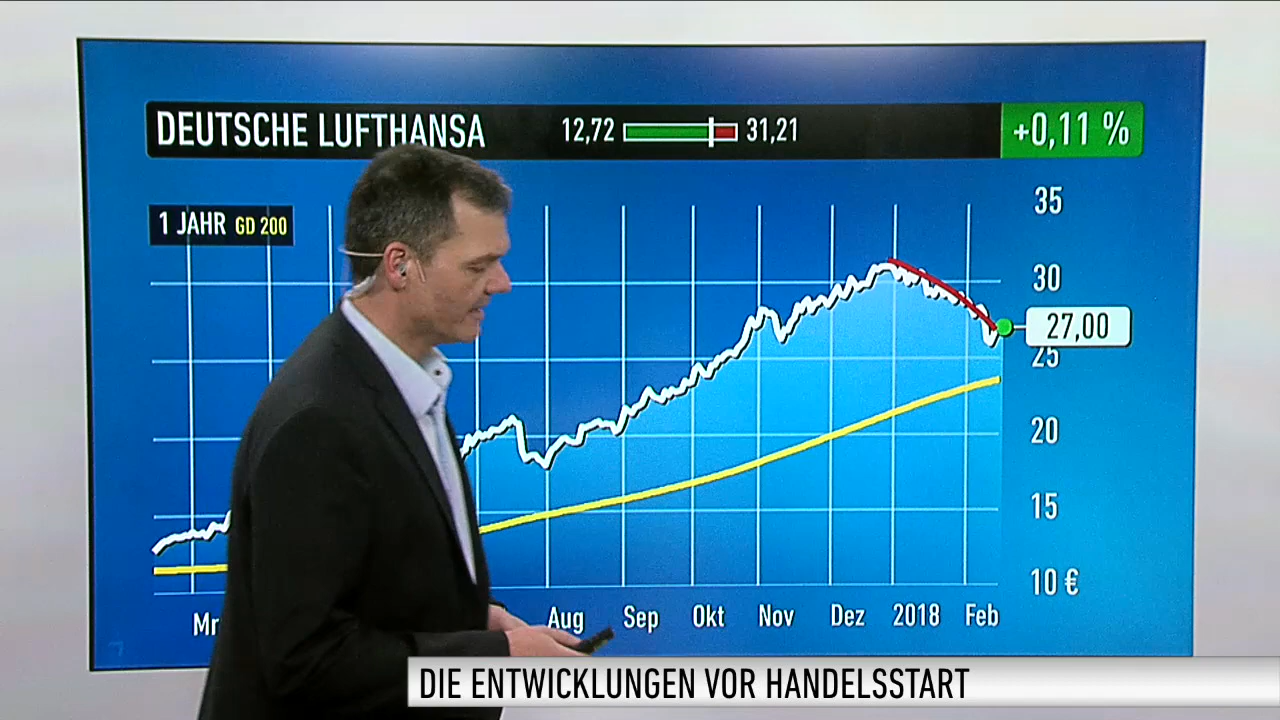 DEUTSCHE LUFTHANSA 12,72 31,21 +0,11 %
1 JAHR GD 200
35
30
27,00
25
20
15
10 €
Aug Sep Okt Nov Dez 2018 Feb
DIE ENTWICKLUNGEN VOR HANDELSSTART